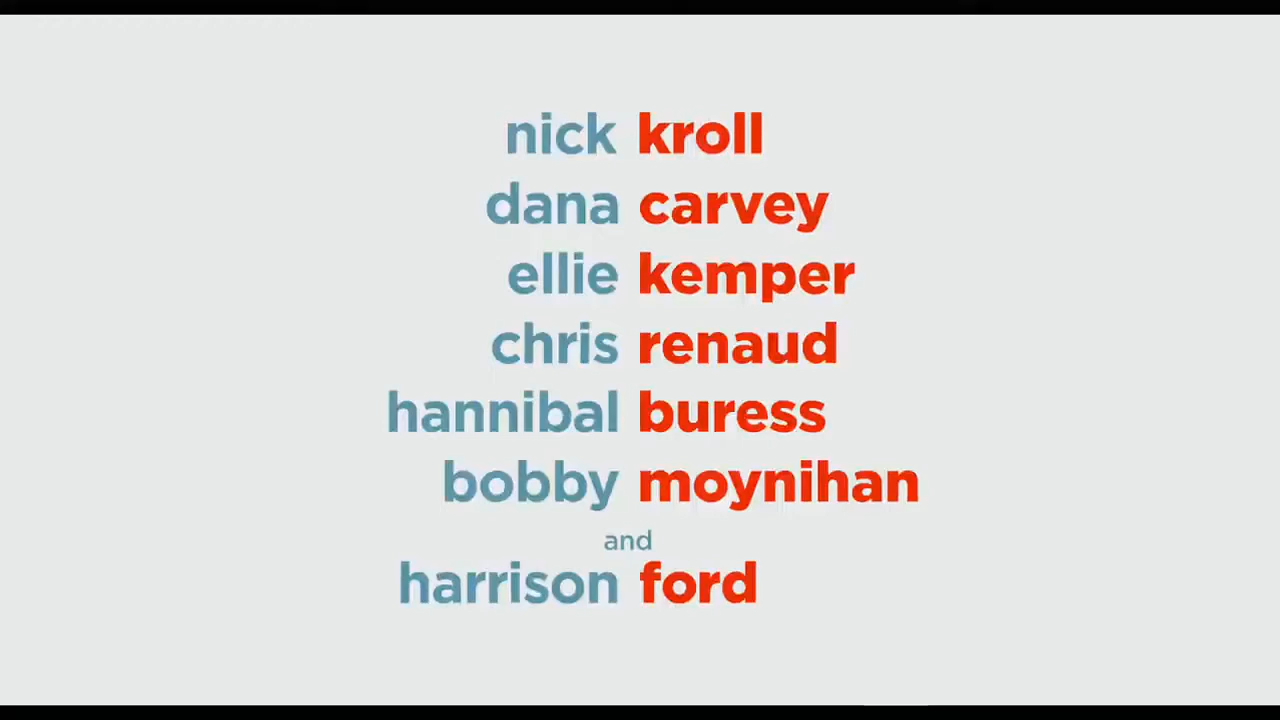 nick kroll
dana carvey
ellie kemper
chris renaud
hannibal buress
bobby moynihan
and
harrison ford